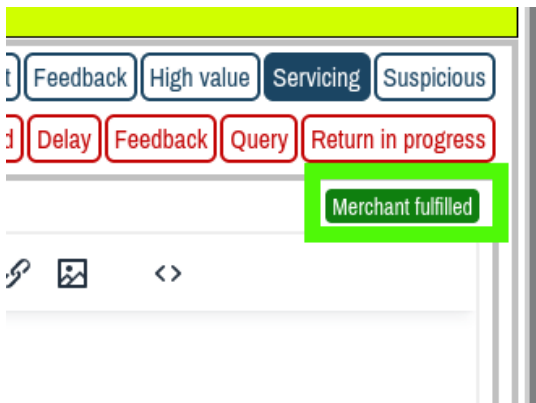 Feedback High value Servicing Suspicious
Delay Feedback Query Return in progress
Merchant fulfilled